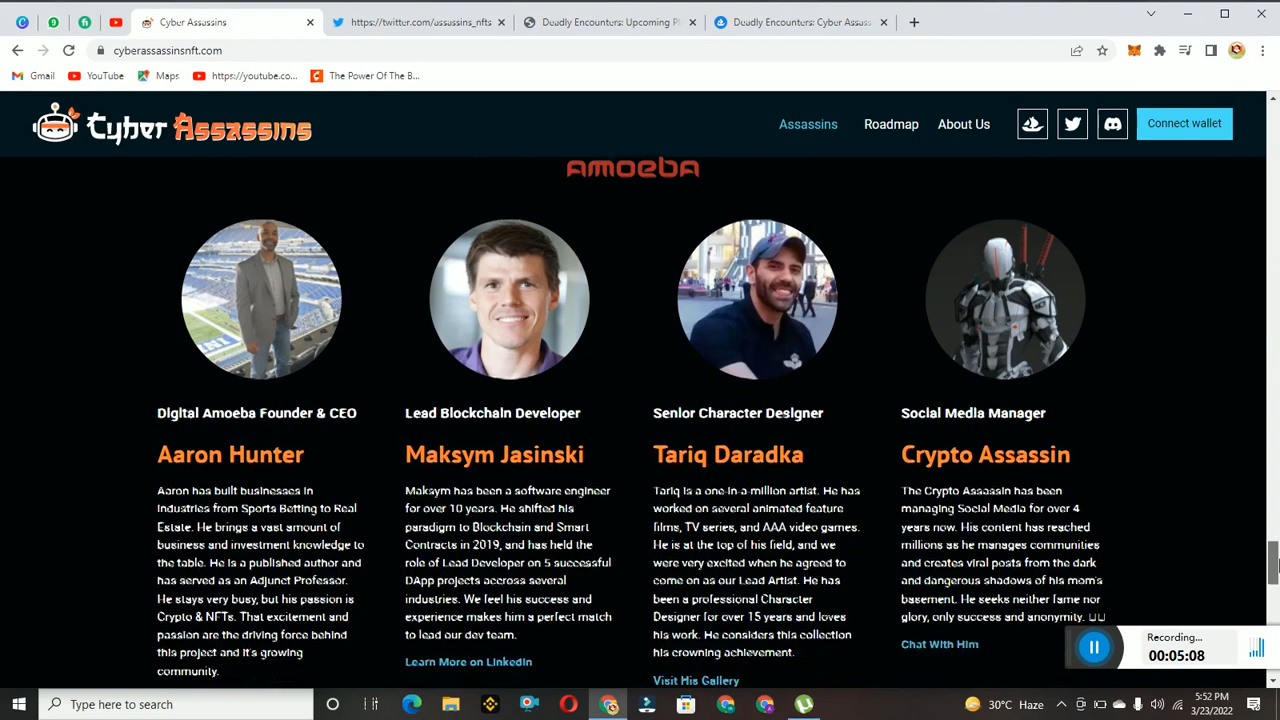 Cyber Assassins
https://twitter.com/assassins_nfts
Deadly Encounters: Upcoming P
Deadly Encounters: Cyber Assass
cyberassassinsnft.com
Gmail
YouTube
Maps
https://youtube.co...
The Power Of The B...
Cyber Assassins
Assassins
Roadmap
About Us
Connect wallet
AMOEBA
Digital Amoeba Founder & CEO
Aaron Hunter
Aaron has built businesses in
industries from Sports Betting to Real
Estate. He brings a vast amount of
business and investment knowledge to
the table. He is a published author and
has served as an Adjunct Professor.
He stays very busy, but his passion is
Crypto & NFTs. That excitement and
passion are the driving force behind
this project and it's growing
community.
Lead Blockchain Developer
Maksym Jasinski
Maksym has been a software engineer
for over 10 years. He shifted his
paradigm to Blockchain and Smart
Contracts in 2019, and has held the
role of Lead Developer on 5 successful
DApp projects accross several
industries. We feel his success and
experience makes him a perfect match
to lead our dev team.
Learn More on LinkedIn
Senior Character Designer
Tariq Daradka
Tariq is a one-in-a-million artist. He has
worked on several animated feature
films, TV series, and AAA video games.
He is at the top of his field, and we
were very excited when he agreed to
come on as our Lead Artist. He has
been a professional Character
Designer for over 15 years and loves
his work. He considers this collection
his crowning achievement.
Visit His Gallery
Social Media Manager
Crypto Assassin
The Crypto Assassin has been
managing Social Media for over 4
years now. His content has reached
millions as he manages communities
and creates viral posts from the dark
and dangerous shadows of his mom's
basement. He seeks neither fame nor
glory, only success and anonymity.
Chat With Him
Recording...
00:05:08
Type here to search
30°C Haze
5:52 PM
3/23/2022